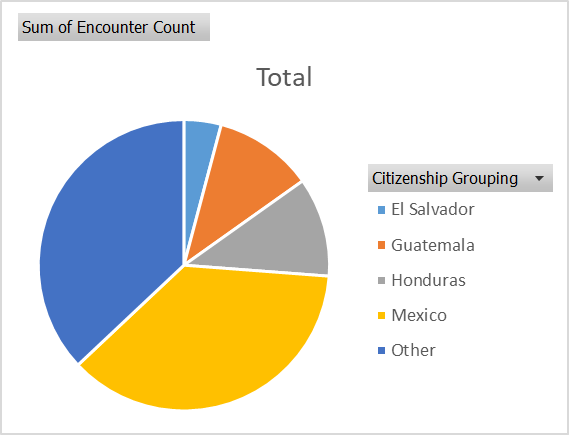 Sum of Encounter Count
Total
Citizenship Grouping
El Salvador
Guatemala
Honduras
Mexico
Other